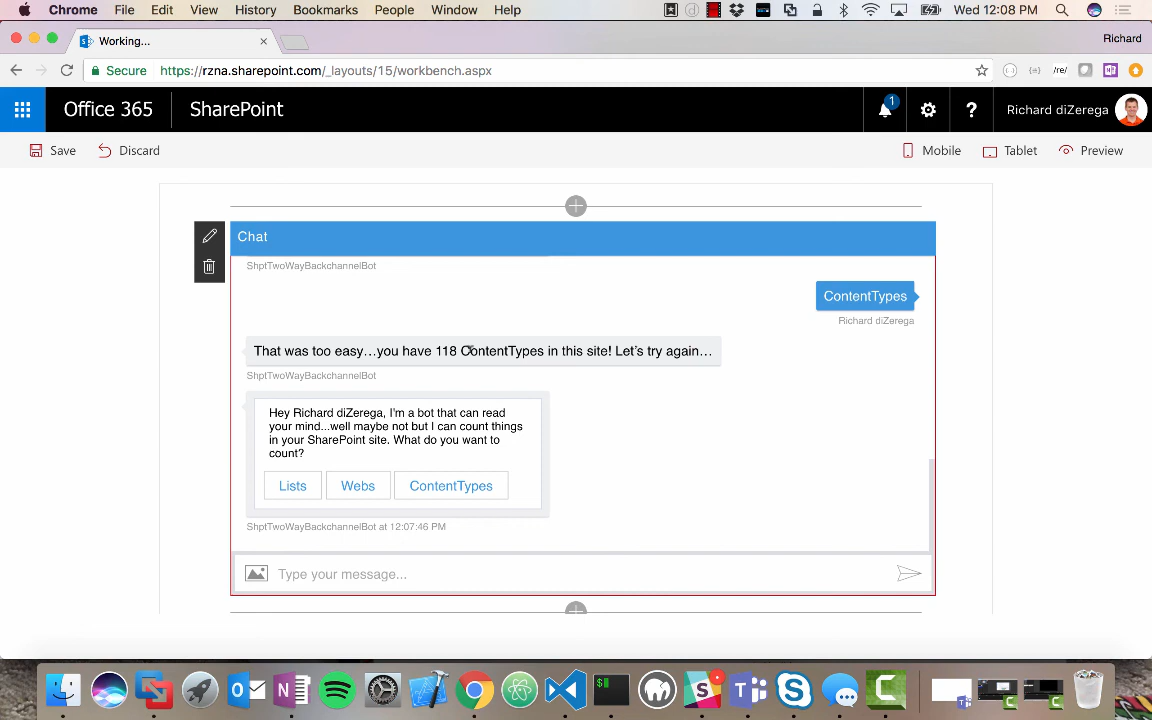 Chrome File Edit View History Bookmarks People Window Help Wed 12:08 PM
Working... Richard
Secure https://rzna.sharepoint.com/_layouts/15/workbench.aspx /re/
Office 365 SharePoint 1 ? Richard diZerega
Save Discard Mobile Tablet Preview
Chat
ShptTwoWayBackchannelBot
ContentTypes
Richard diZerega
That was too easy…you have 118 ContentTypes in this site! Let’s try again…
ShptTwoWayBackchannelBot
Hey Richard diZerega, I'm a bot that can read
your mind...well maybe not but I can count things
in your SharePoint site. What do you want to
count?
Lists Webs ContentTypes
ShptTwoWayBackchannelBot at 12:07:46 PM
Type your message...